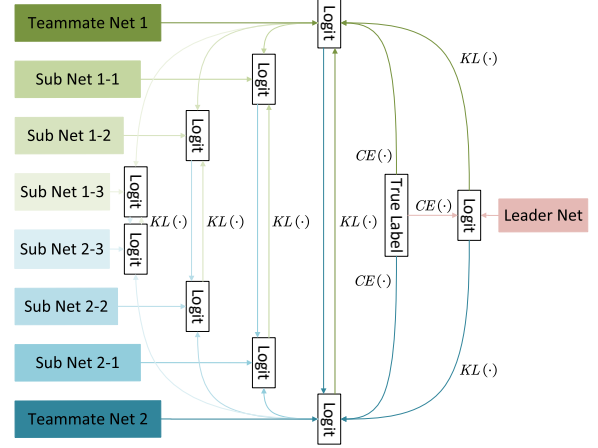 Teammate Net 1
Logit
KL(·)
Sub Net 1-1
Logit
Sub Net 1-2
Logit
CE(·)
Sub Net 1-3
Logit
True Label
CE(·)
Logit
Leader Net
KL(·)
KL(·)
KL(·)
KL(·)
Sub Net 2-3
Logit
CE(·)
Sub Net 2-2
Logit
Sub Net 2-1
Logit
KL(·)
Teammate Net 2
Logit